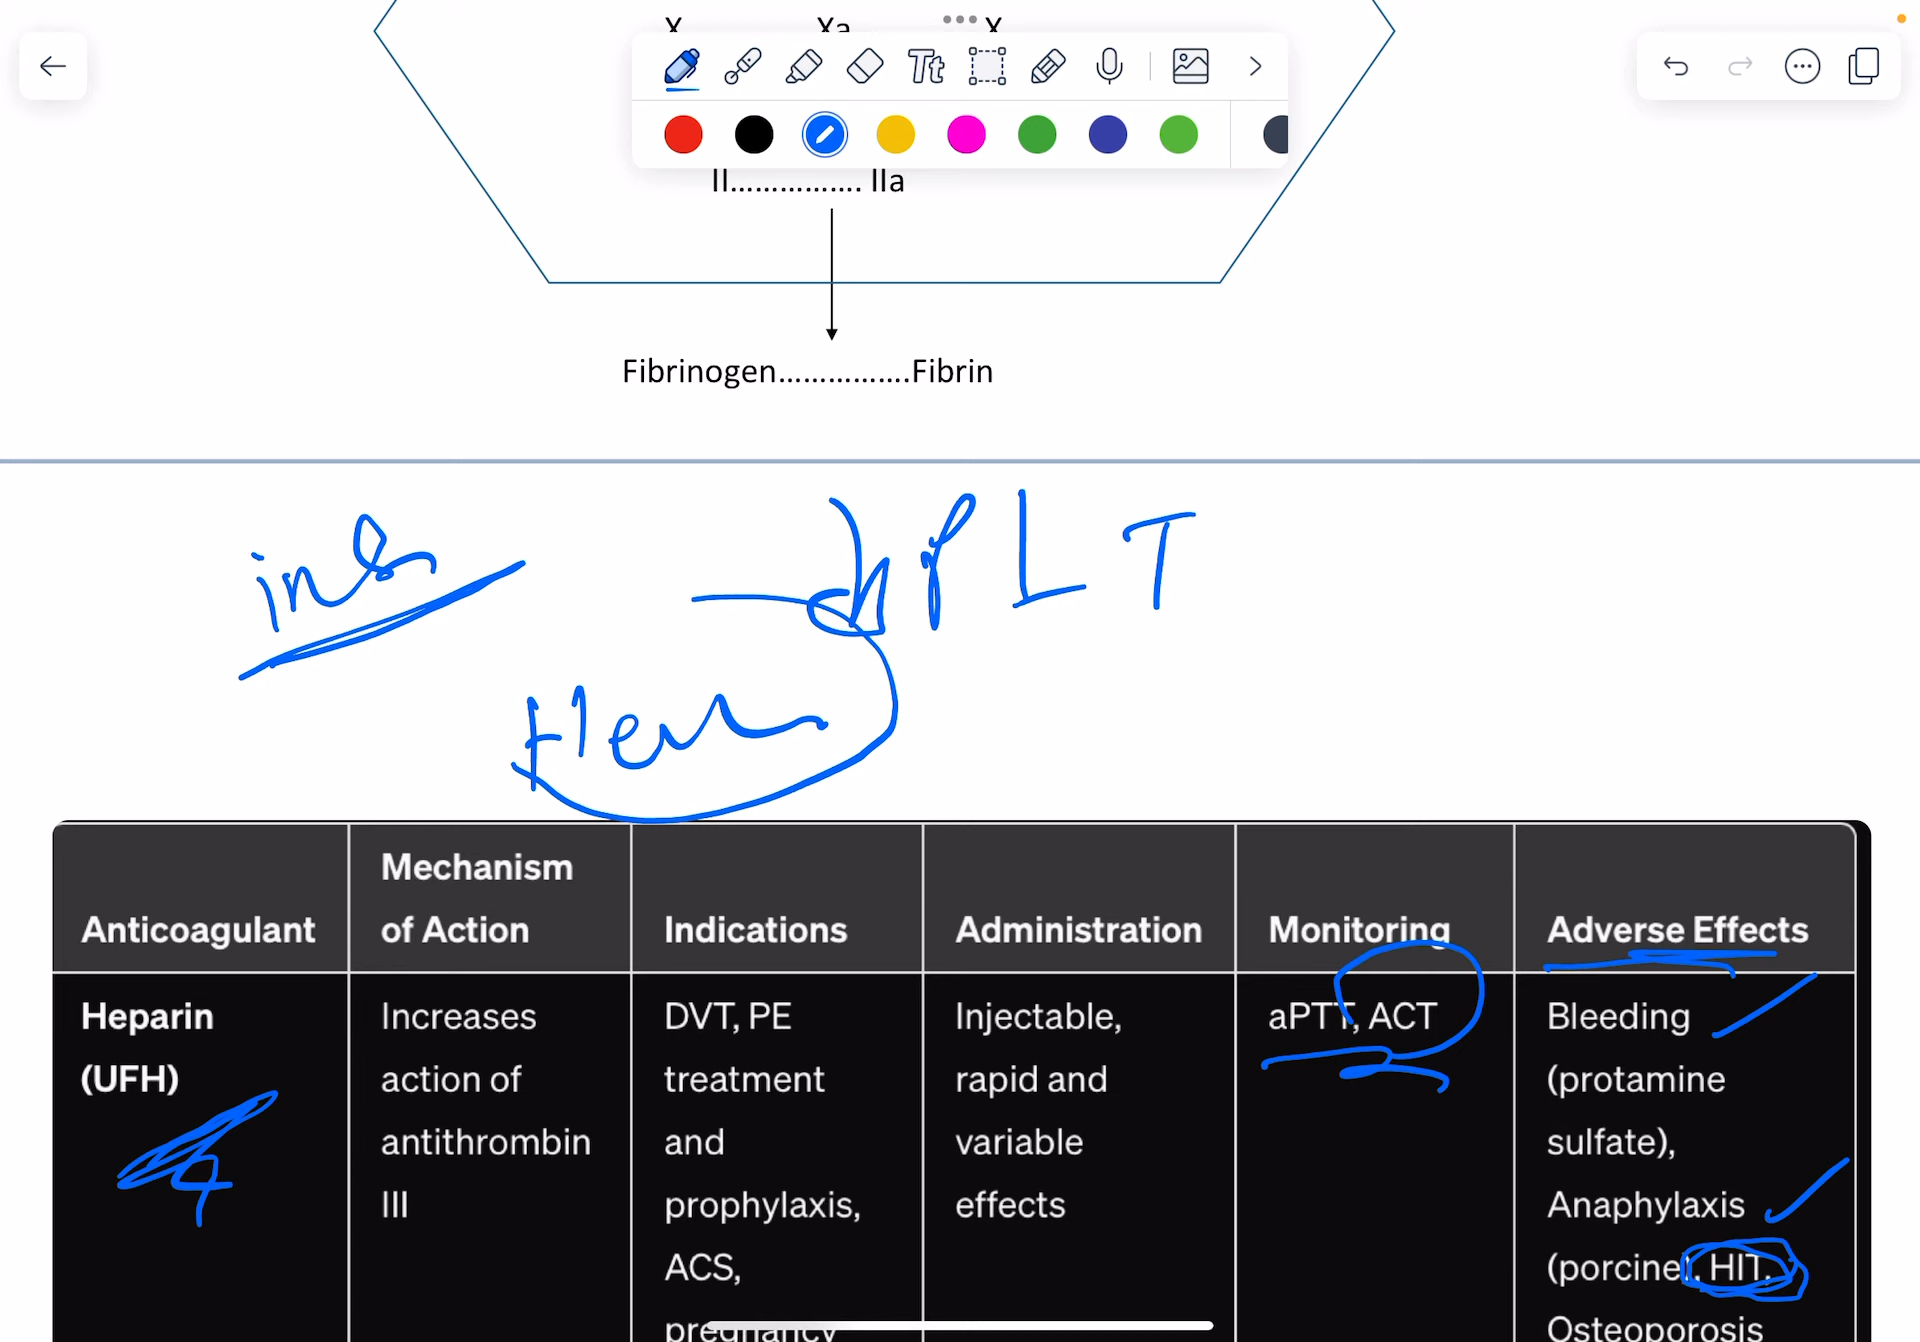 X Xa X
Tt
II............... IIa
Fibrinogen................Fibrin
PLT
Anticoagulant
Mechanism
of Action
Indications
Administration
Monitoring
Adverse Effects
Heparin
(UFH)
Increases
action of
antithrombin
III
DVT, PE
treatment
and
prophylaxis,
ACS,
pregnancy
Injectable,
rapid and
variable
effects
aPTT, ACT
Bleeding
(protamine
sulfate),
Anaphylaxis
(porcine), HIT,
Osteoporosis